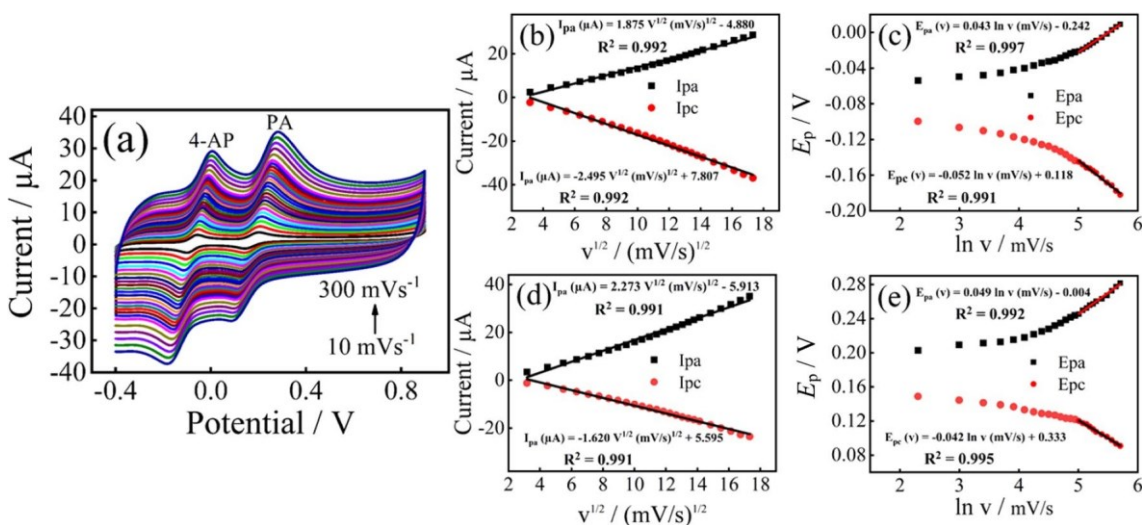 (a)
4-AP
PA
300 mVs-1
10 mVs-1
40
30
20
10
0
-10
-20
-30
-40
-0.4
0.0
0.4
0.8
Current / μA
Potential / V
(b)
Ipa (μA) = 1.875 V1/2 (mV/s)1/2 - 4.880
R2 = 0.992
Ipa
Ipc
Ipa (μA) = -2.495 V1/2 (mV/s)1/2 + 7.807
R2 = 0.992
20
0
-20
-40
2 4 6 8 10 12 14 16 18
Current / μA
v1/2 / (mV/s)1/2
(c)
Epa (v) = 0.043 ln v (mV/s) - 0.242
R2 = 0.997
Epa
Epc
Epc (v) = -0.052 ln v (mV/s) + 0.118
R2 = 0.991
0.00
-0.04
-0.08
-0.12
-0.16
-0.20
2 3 4 5 6
Ep / V
ln v / mV/s
(d)
Ipa (μA) = 2.273 V1/2 (mV/s)1/2 - 5.913
R2 = 0.991
Ipa
Ipc
Ipa (μA) = -1.620 V1/2 (mV/s)1/2 + 5.595
R2 = 0.991
40
20
0
-20
2 4 6 8 10 12 14 16 18
Current / μA
v1/2 / (mV/s)1/2
(e)
Epa (v) = 0.049 ln v (mV/s) - 0.004
R2 = 0.992
Epa
Epc
Epc (v) = -0.042 ln v (mV/s) + 0.333
R2 = 0.995
0.28
0.24
0.20
0.16
0.12
0.08
2 3 4 5 6
Ep / V
ln v / mV/s